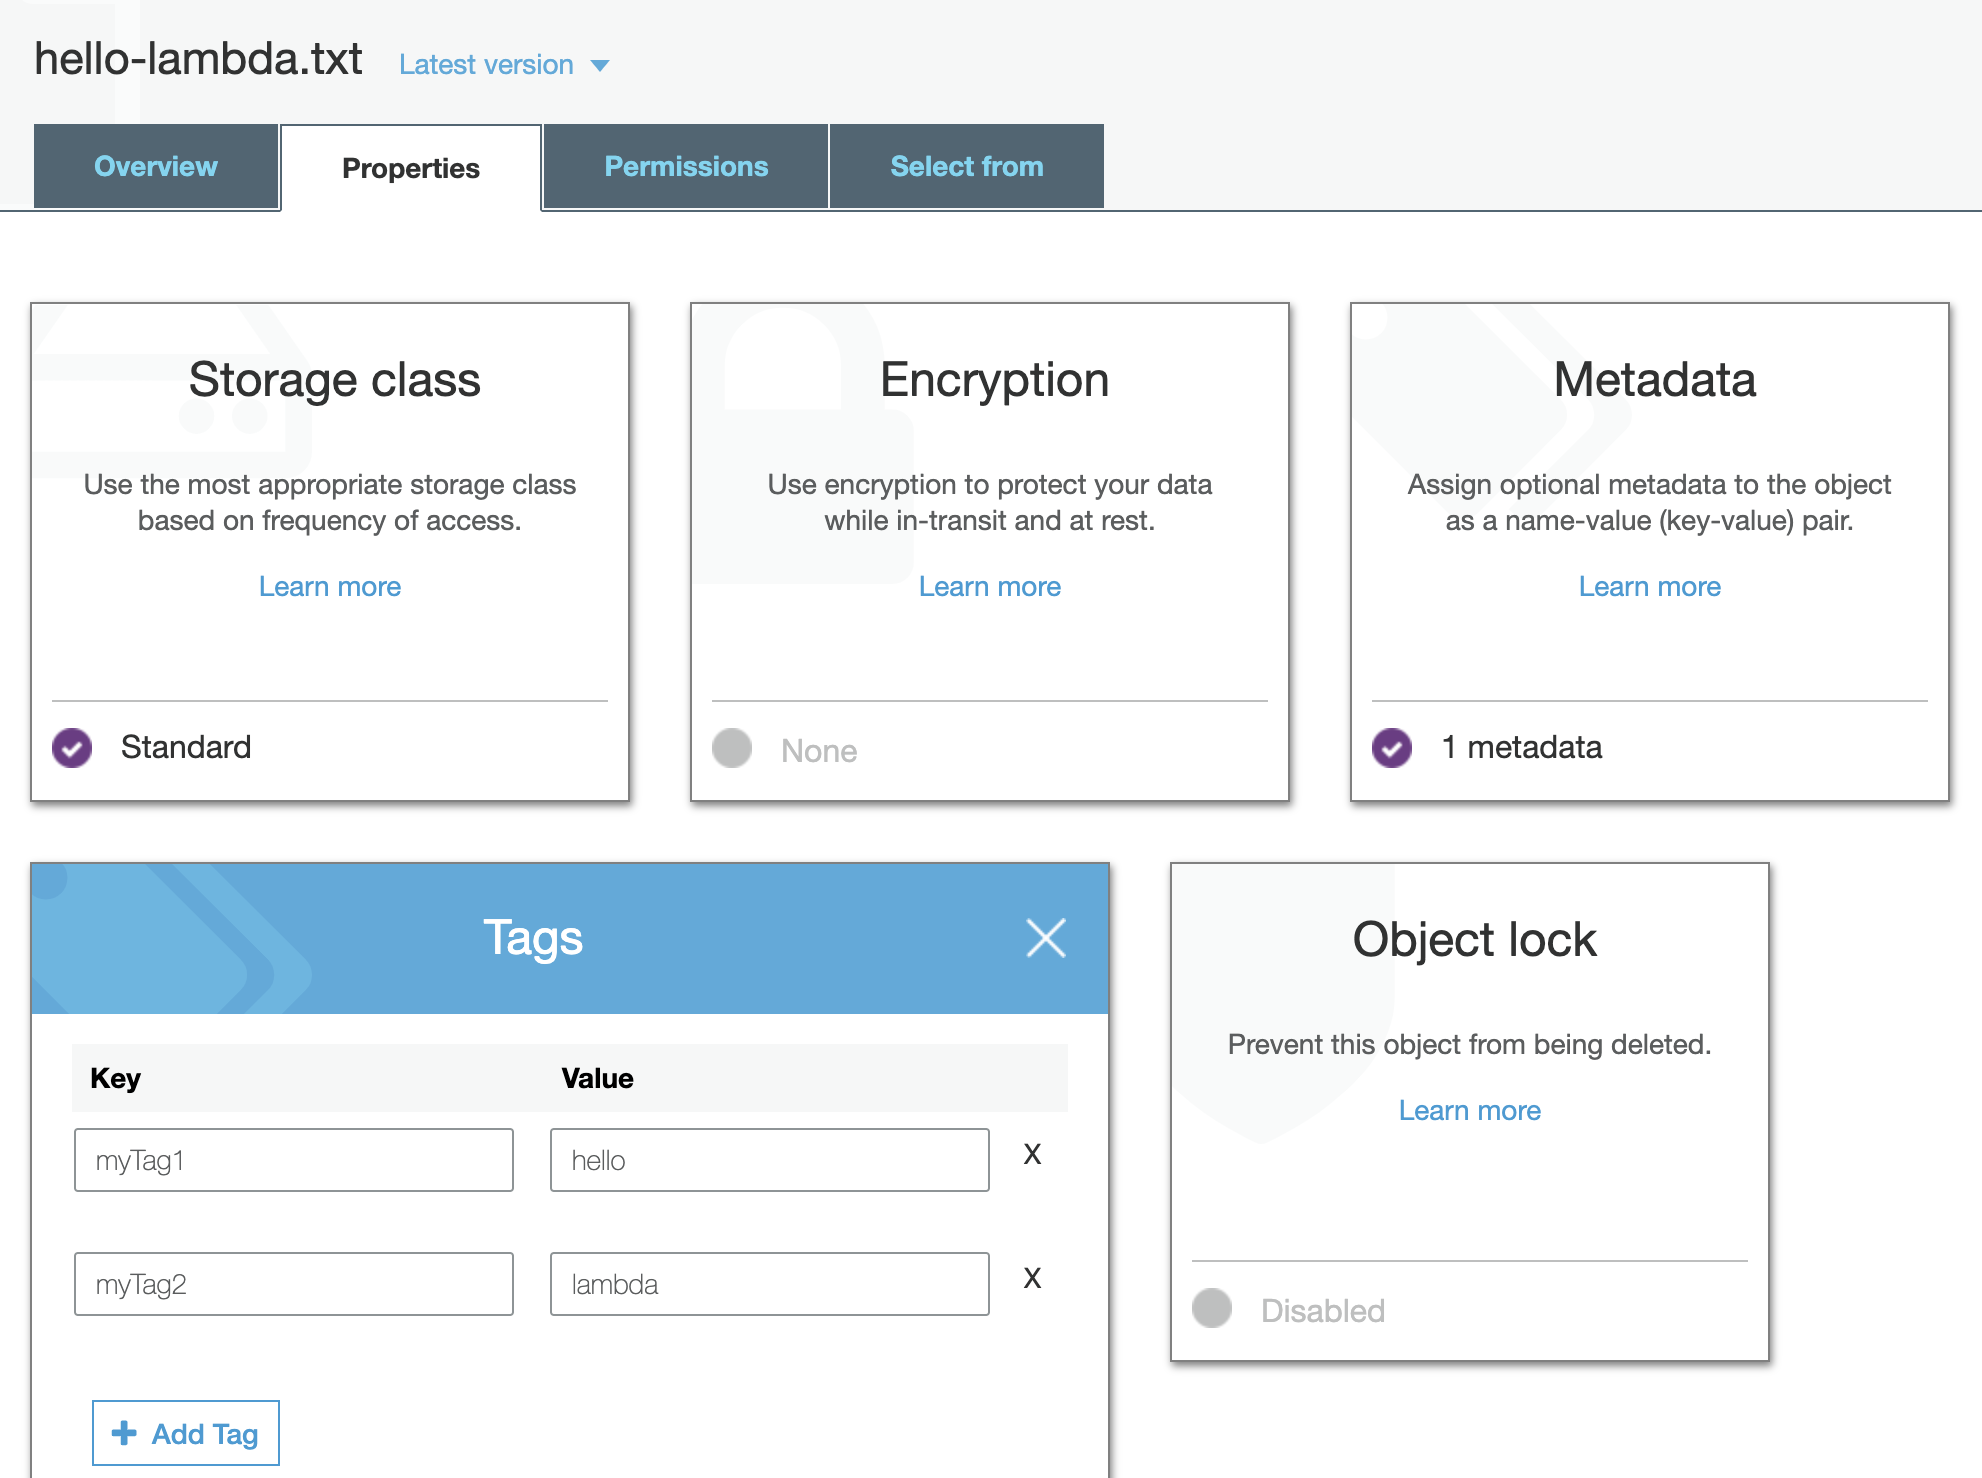 hello-lambda.txt Latest version
Overview Properties Permissions Select from
Storage class
Use the most appropriate storage class
based on frequency of access.
Learn more
Standard
Encryption
Use encryption to protect your data
while in-transit and at rest.
Learn more
None
Metadata
Assign optional metadata to the object
as a name-value (key-value) pair.
Learn more
1 metadata
Tags
Key Value
myTag1 hello X
myTag2 lambda X
Add Tag
Object lock
Prevent this object from being deleted.
Learn more
Disabled